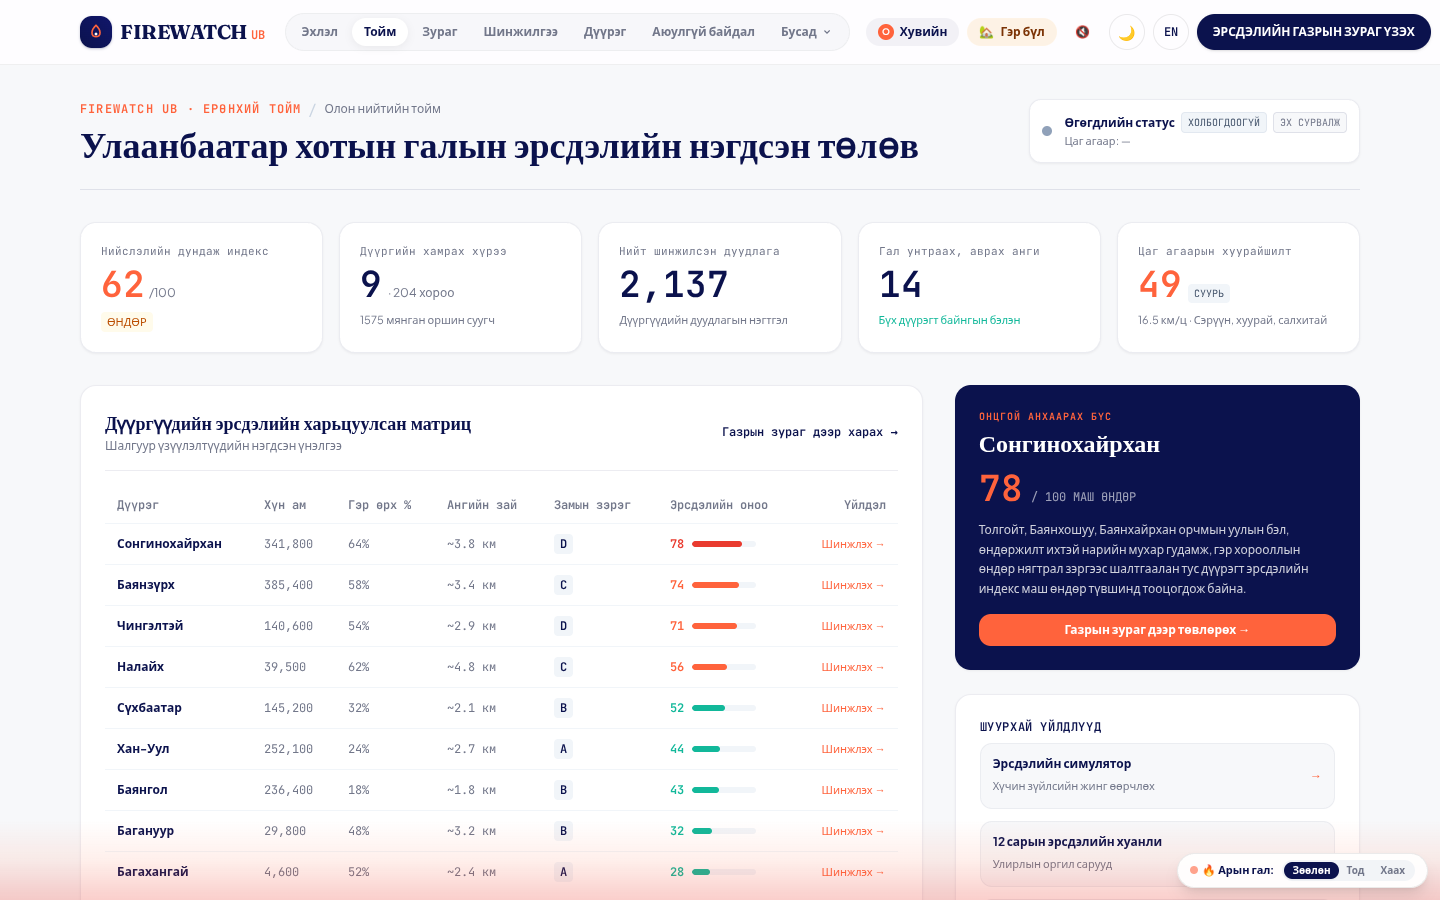 FIREWATCH UB
Эхлэл Тойм Зураг Шинжилгээ Дүүрэг Аюулгүй байдал Бусад
Хувийн
Гэр бүл
EN
ЭРСДЭЛИЙН ГАЗРЫН ЗУРАГ ҮЗЭХ
FIREWATCH UB · ЕРӨНХИЙ ТОЙМ / Олон нийтийн тойм
Улаанбаатар хотын галын эрсдэлийн нэгдсэн төлөв
Өгөгдлийн статус ХОЛБОГДООГҮЙ ЭХ СУРВАЛЖ
Цаг агаар: —
Нийслэлийн дундаж индекс
62 /100
ӨНДӨР
Дүүргийн хамрах хүрээ
9 · 204 хороо
1575 мянган оршин суугч
Нийт шинжилсэн дуудлага
2,137
Дүүргүүдийн дуудлагын нэгтгэл
Гал унтраах, аврах анги
14
Бүх дүүрэгт байнгын бэлэн
Цаг агаарын хуурайшилт
49 СУУРЬ
16.5 км/ц · Сэрүүн, хуурай, салхитай
Дүүргүүдийн эрсдэлийн харьцуулсан матриц
Шалгуур үзүүлэлтүүдийн нэгдсэн үнэлгээ
Газрын зураг дээр харах →
Дүүрэг Хүн ам Гэр өрх % Ангийн зай Замын зэрэг Эрсдэлийн оноо Үйлдэл
Сонгинохайрхан 341,800 64% ~3.8 км D 78 Шинжлэх →
Баянзүрх 385,400 58% ~3.4 км C 74 Шинжлэх →
Чингэлтэй 140,600 54% ~2.9 км D 71 Шинжлэх →
Налайх 39,500 62% ~4.8 км C 56 Шинжлэх →
Сүхбаатар 145,200 32% ~2.1 км B 52 Шинжлэх →
Хан-Уул 252,100 24% ~2.7 км A 44 Шинжлэх →
Баянгол 236,400 18% ~1.8 км B 43 Шинжлэх →
Багануур 29,800 48% ~3.2 км B 32 Шинжлэх →
Багахангай 4,600 52% ~2.4 км A 28 Шинжлэх →
ОНЦГОЙ АНХААРАХ БҮС
Сонгинохайрхан
78 / 100 МАШ ӨНДӨР
Толгойт, Баянхошуу, Баянхайрхан орчмын уулын бэл,
өндөржилт ихтэй нарийн мухар гудамж, гэр хорооллын
өндөр нягтрал зэргээс шалтгаалан тус дүүрэгт эрсдэлийн
индекс маш өндөр түвшинд тооцогдож байна.
Газрын зураг дээр төвлөрөх →
ШУУРХАЙ ҮЙЛДЛҮҮД
Эрсдэлийн симулятор
Хүчин зүйлсийн жинг өөрчлөх
→
12 сарын эрсдэлийн хуанли
Улирлын оргил сарууд
Арын гал: Зөөлөн Тод Хаах